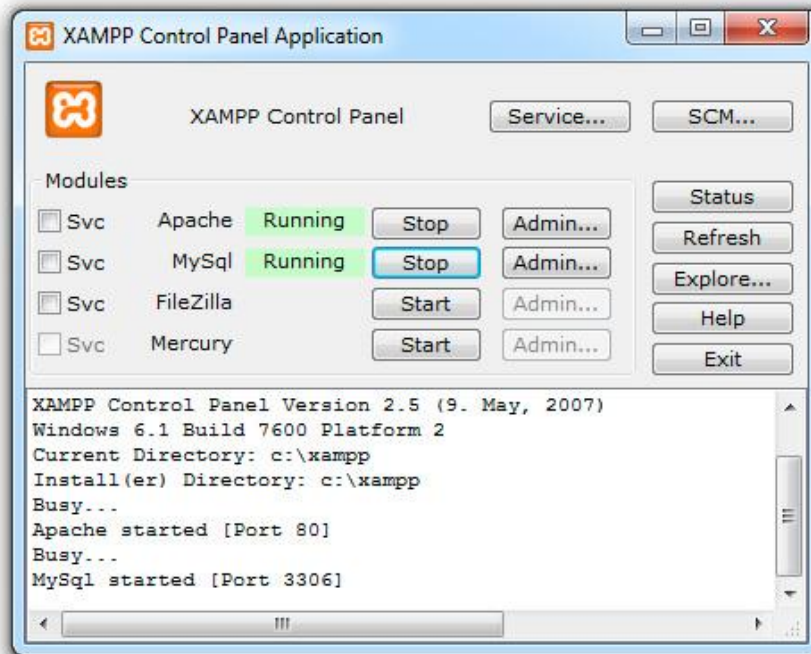 XAMPP Control Panel Application
XAMPP Control Panel Service... SCM...
Modules
Status
Svc Apache Running Stop Admin...
Refresh
Svc MySql Running Stop Admin...
Explore...
Svc FileZilla Start Admin...
Help
Svc Mercury Start Admin...
Exit
XAMPP Control Panel Version 2.5 (9. May, 2007)
Windows 6.1 Build 7600 Platform 2
Current Directory: c:\xampp
Install(er) Directory: c:\xampp
Busy...
Apache started [Port 80]
Busy...
MySql started [Port 3306]